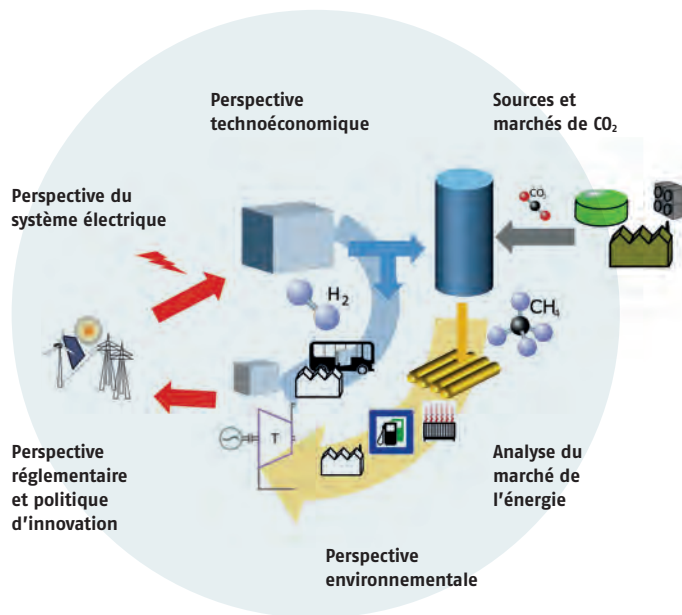 Perspective
technoéconomique
Sources et
marchés de CO₂
Perspective du
système électrique
CO₂
H₂
CH₄
T
Perspective
réglementaire
et politique
d'innovation
Analyse du
marché de
l'énergie
Perspective
environnementale